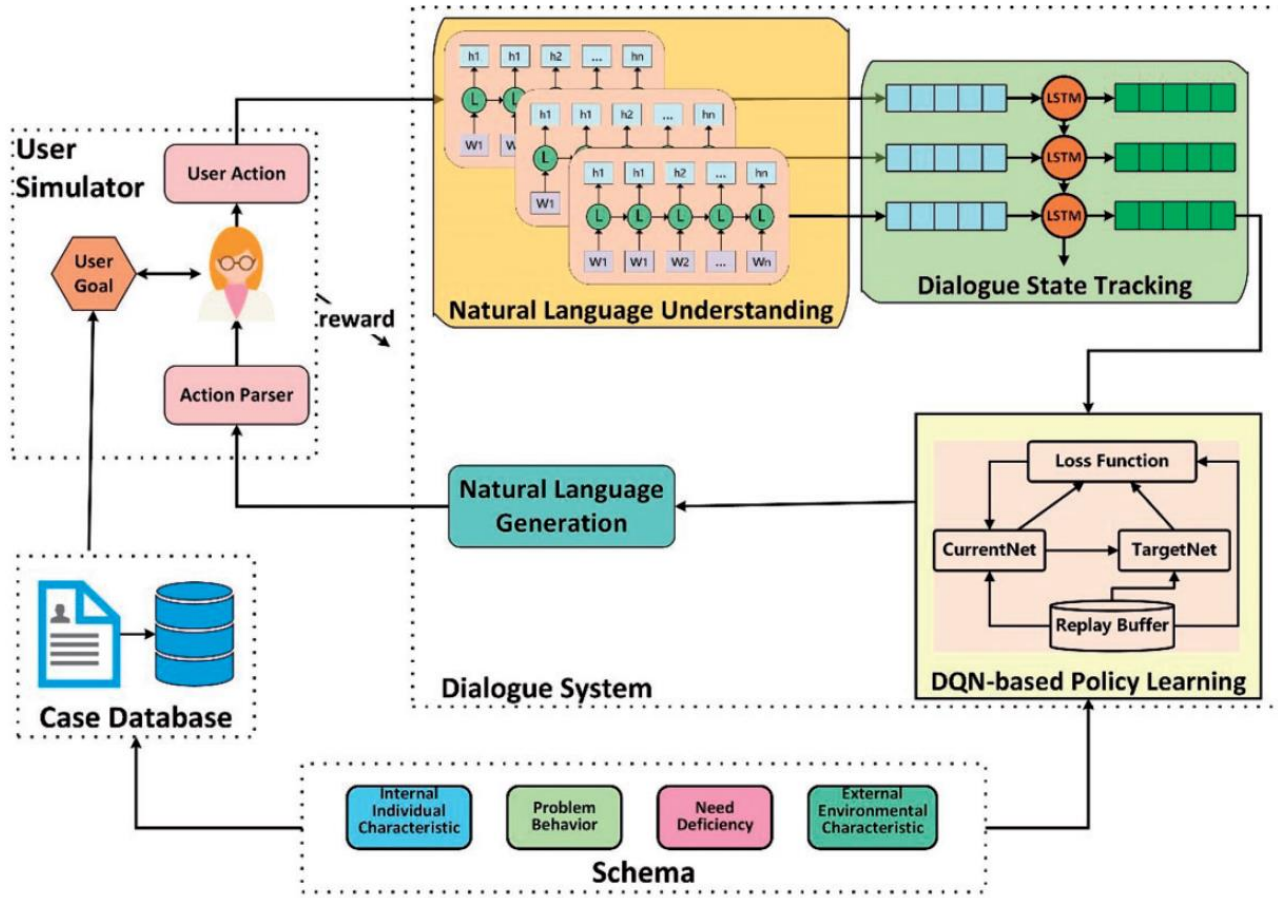 User
Simulator
User Action
User
Goal
Action Parser
reward
h1 h1 h2 ... hn
L L
W1 W
h1 h1 h2 ... hn
L
W1
h1 h1 h2 ... hn
L L L L L
W1 W1 W2 ... Wn
Natural Language Understanding
LSTM
LSTM
LSTM
Dialogue State Tracking
Natural Language
Generation
Loss Function
CurrentNet TargetNet
Replay Buffer
DQN-based Policy Learning
Dialogue System
Case Database
Internal
Individual
Characteristic
Problem
Behavior
Need
Deficiency
External
Environmental
Characteristic
Schema